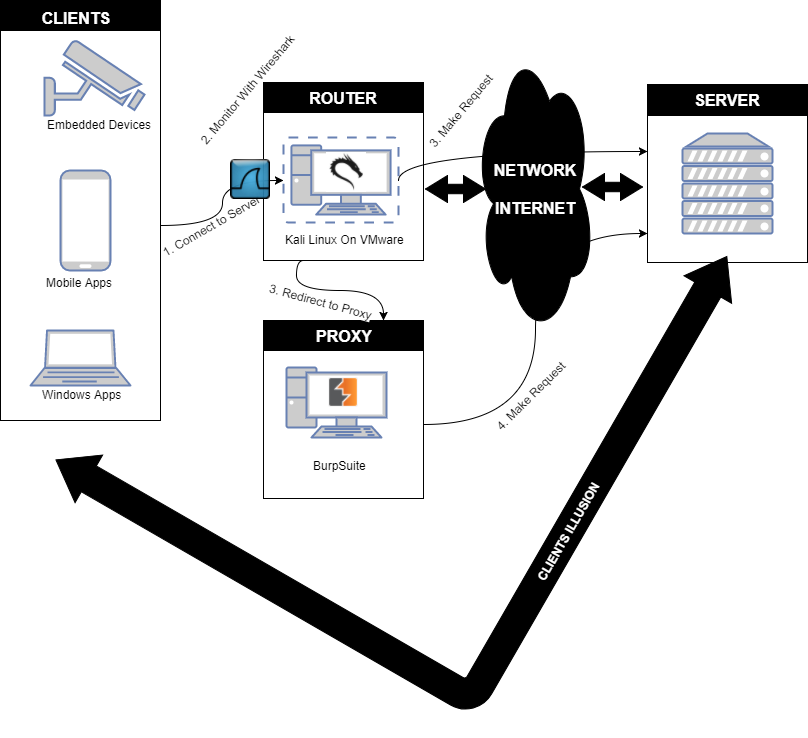 CLIENTS
Embedded Devices
Mobile Apps
Windows Apps
1. Connect to Server
2. Monitor With Wireshark
ROUTER
Kali Linux On VMware
3. Redirect to Proxy
PROXY
BurpSuite
3. Make Request
4. Make Request
NETWORK
INTERNET
SERVER
CLIENTS ILLUSION